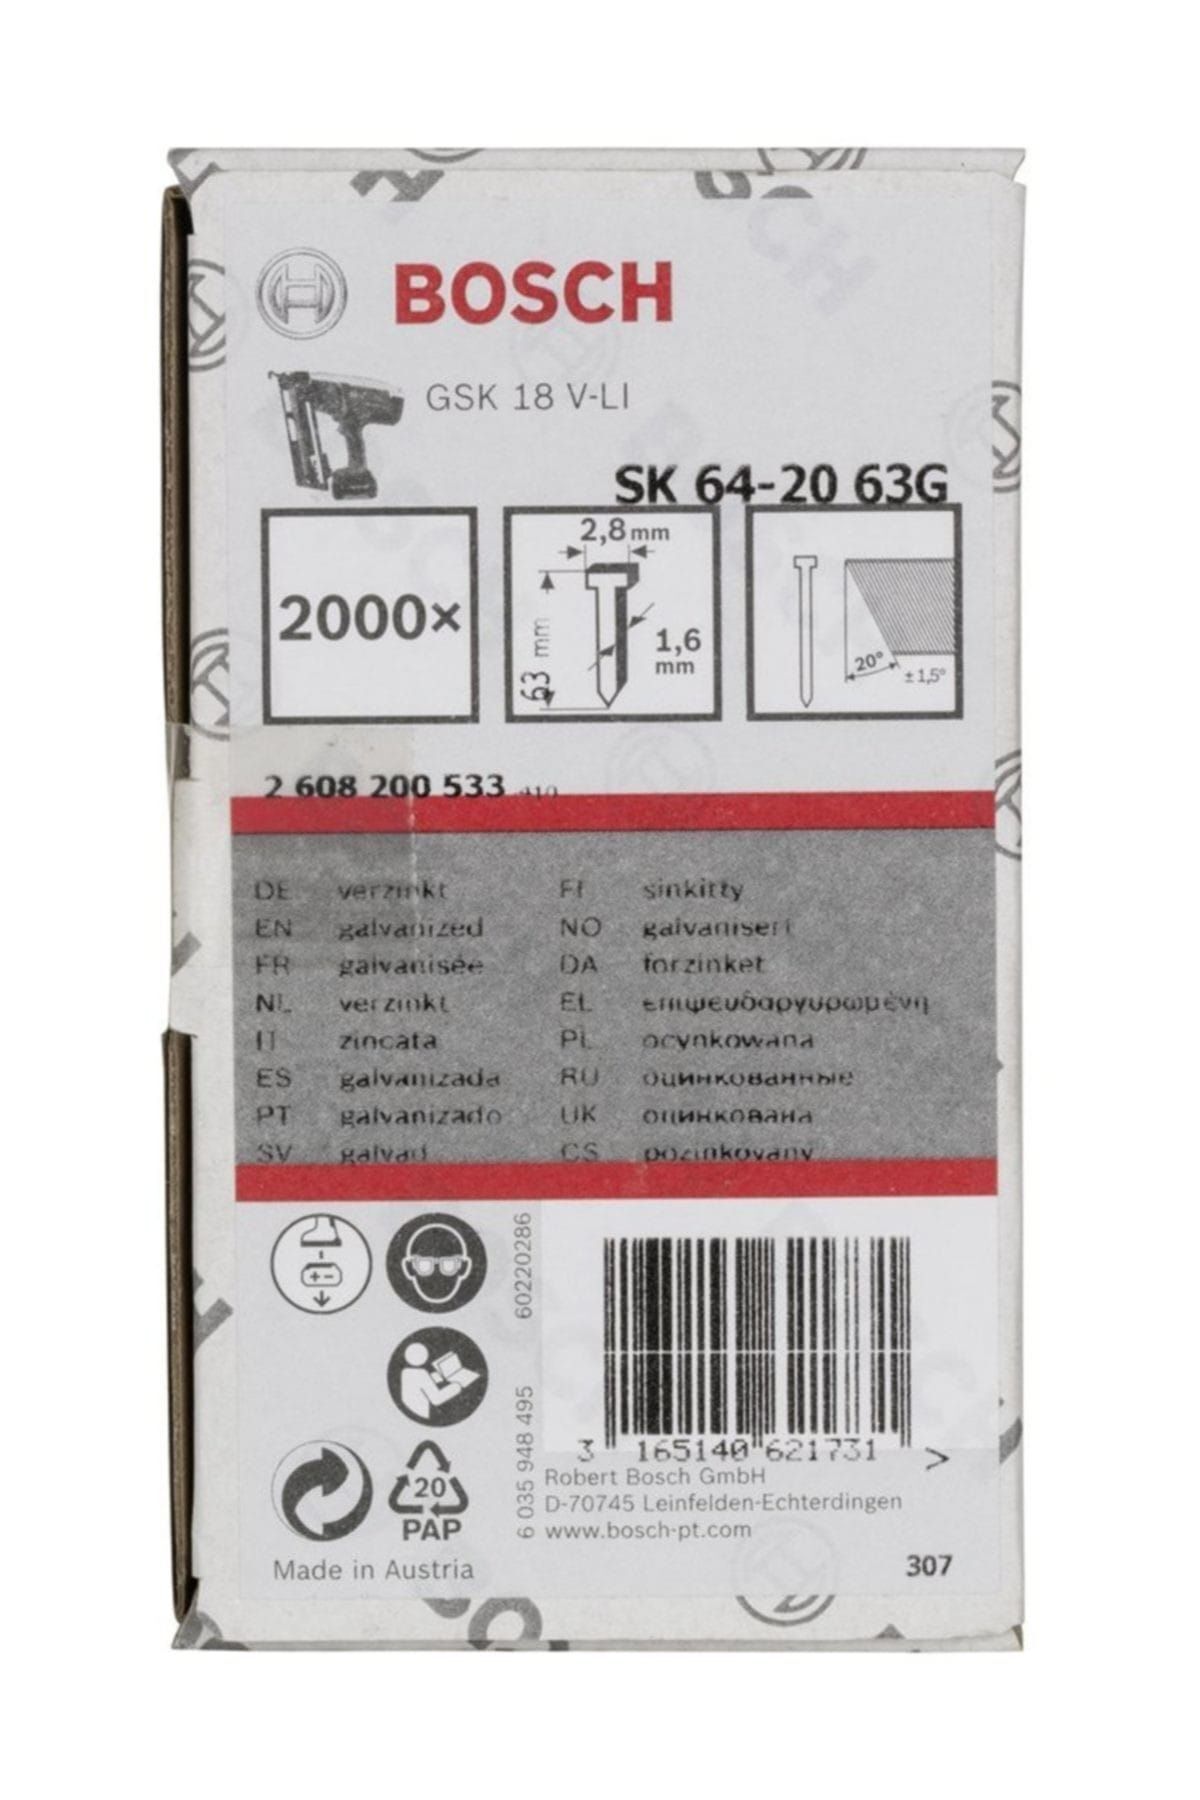 BOSCH
GSK 18 V-LI
SK 64-20 63G
2000×
2,8 mm
63 mm
1,6 mm
20°
± 1,5°
2 608 200 533
DE verzinkt
EN galvanized
FR galvanisée
NL verzinkt
IT zincata
ES galvanizada
PT galvanizado
SV galvad
FI sinkitty
NO galvanisert
DA forzinket
EL επιψευδαργυρωμένη
PL ocynkowana
RU оцинкованные
UK оцинкована
CS pozinkovaný
60220286
6 035 948 495
3 165140 621731 >
Robert Bosch GmbH
D-70745 Leinfelden-Echterdingen
www.bosch-pt.com
20
PAP
Made in Austria
307